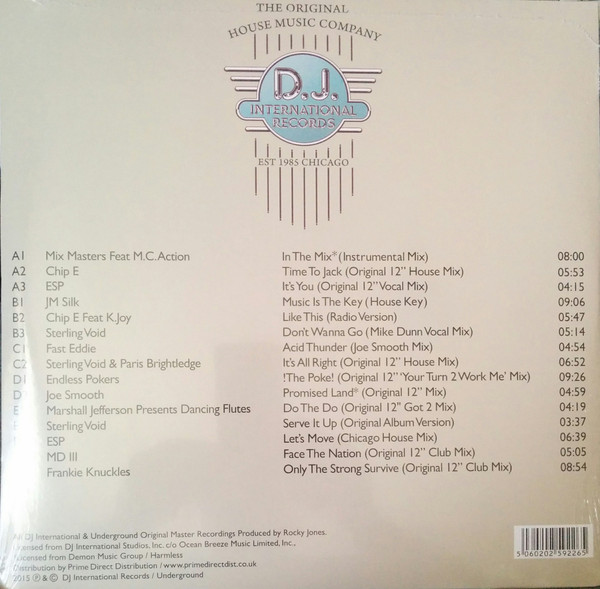 THE ORIGINAL
HOUSE MUSIC COMPANY
D.J.
INTERNATIONAL
RECORDS
EST 1985 CHICAGO
A1 Mix Masters Feat M.C.Action In The Mix® (Instrumental Mix) 08:00
A2 Chip E Time To Jack (Original 12" House Mix) 05:53
A3 ESP It's You (Original 12" Vocal Mix) 04:15
B1 JM Silk Music Is The Key (House Key) 09:06
B2 Chip E Feat K.Joy Like This (Radio Version) 05:47
B3 Sterling Void Don't Wanna Go (Mike Dunn Vocal Mix) 05:14
C1 Fast Eddie Acid Thunder (Joe Smooth Mix) 04:54
C2 Sterling Void & Paris Brightledge It's All Right (Original 12" House Mix) 06:52
D1 Endless Pokers !The Poke! (Original 12" 'Your Turn 2 Work Me' Mix) 09:26
D Joe Smooth Promised Land® (Original 12" Mix) 04:59
E Marshall Jefferson Presents Dancing Flutes Do The Do (Original 12" Got 2 Mix) 04:19
Sterling Void Serve It Up (Original Album Version) 03:37
ESP Let's Move (Chicago House Mix) 06:39
MD III Face The Nation (Original 12" Club Mix) 05:05
Frankie Knuckles Only The Strong Survive (Original 12" Club Mix) 08:54
All DJ International & Underground Original Master Recordings Produced by Rocky Jones.
Licensed from DJ International Studios, Inc. c/o Ocean Breeze Music Limited, Inc.,
Licensed from Demon Music Group / Harmless
Distribution by Prime Direct Distribution / www.primedirectdist.co.uk
2015 ℗ & © DJ International Records / Underground
5 060202 592265